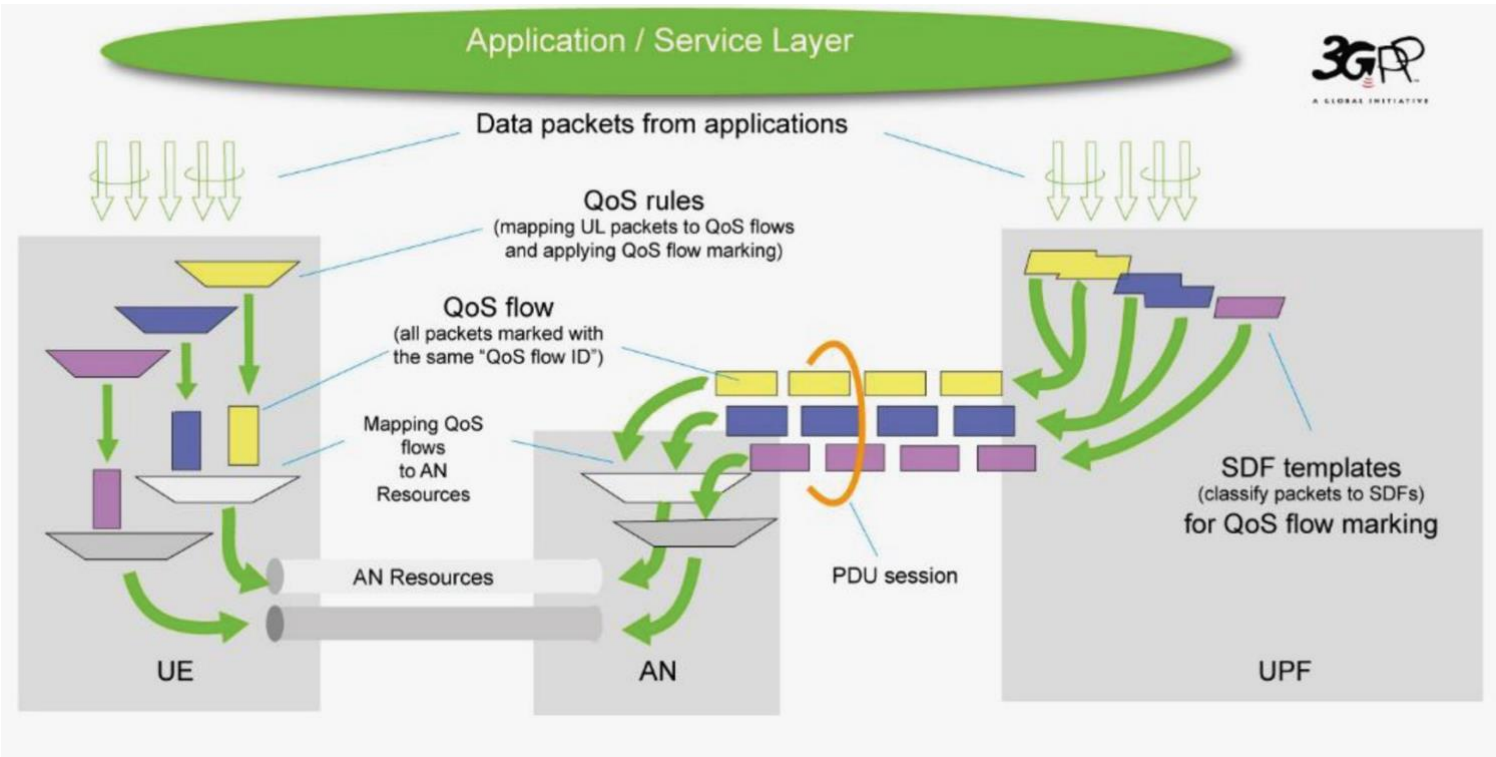 Application / Service Layer
3GPP
A GLOBAL INITIATIVE
Data packets from applications
QoS rules
(mapping UL packets to QoS flows
and applying QoS flow marking)
QoS flow
(all packets marked with
the same “QoS flow ID”)
Mapping QoS
flows
to AN
Resources
SDF templates
(classify packets to SDFs)
for QoS flow marking
AN Resources
PDU session
UE
AN
UPF